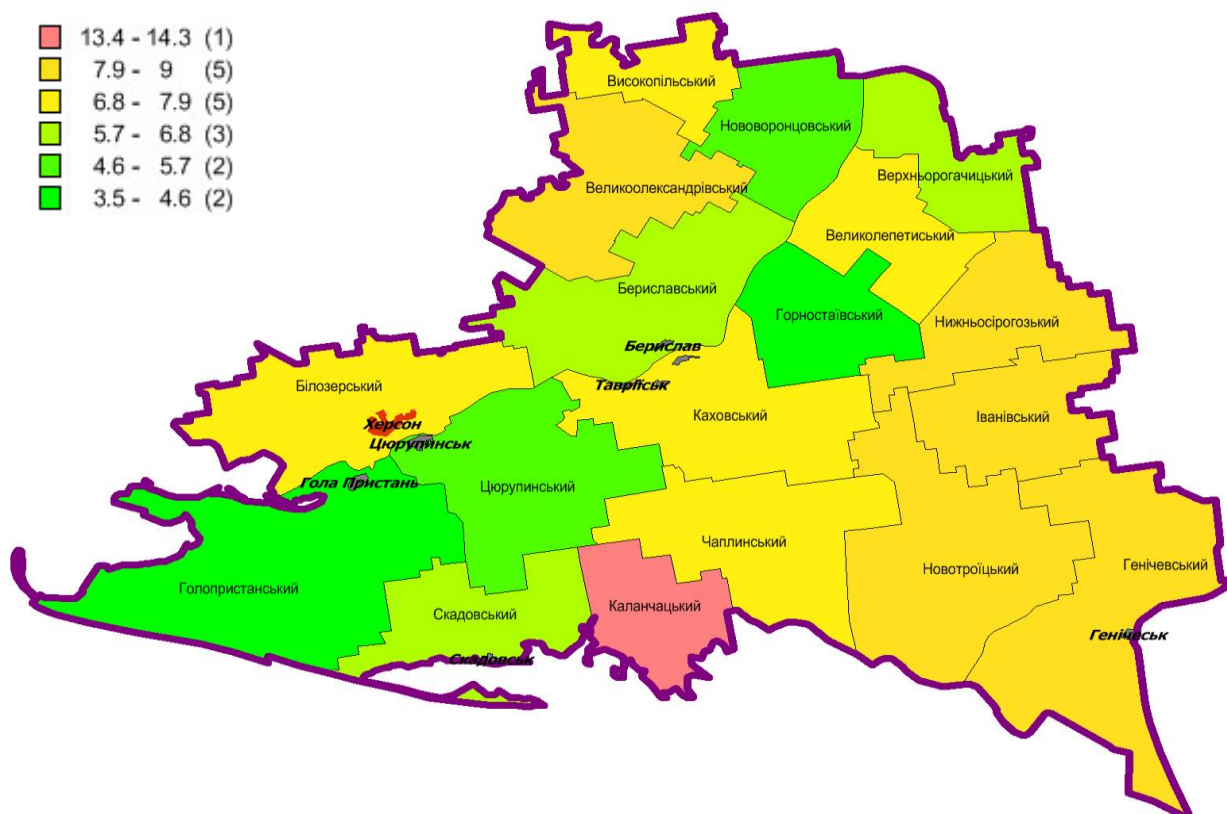 13.4 - 14.3 (1)
7.9 - 9 (5)
6.8 - 7.9 (5)
5.7 - 6.8 (3)
4.6 - 5.7 (2)
3.5 - 4.6 (2)
Високопільський
Нововоронцовський
Верхньорогачицький
Великоолександрівський
Великолепетиський
Бериславський
Горностаївський
Нижньосірогозький
Берислав
Таврійськ
Білозерський
Каховський
Іванівський
Херсон
Цюрупинськ
Гола Пристань
Цюрупинський
Чаплинський
Новотроїцький
Генічевський
Голопристанський
Скадовський
Каланчацький
Генічеськ
Скадовськ